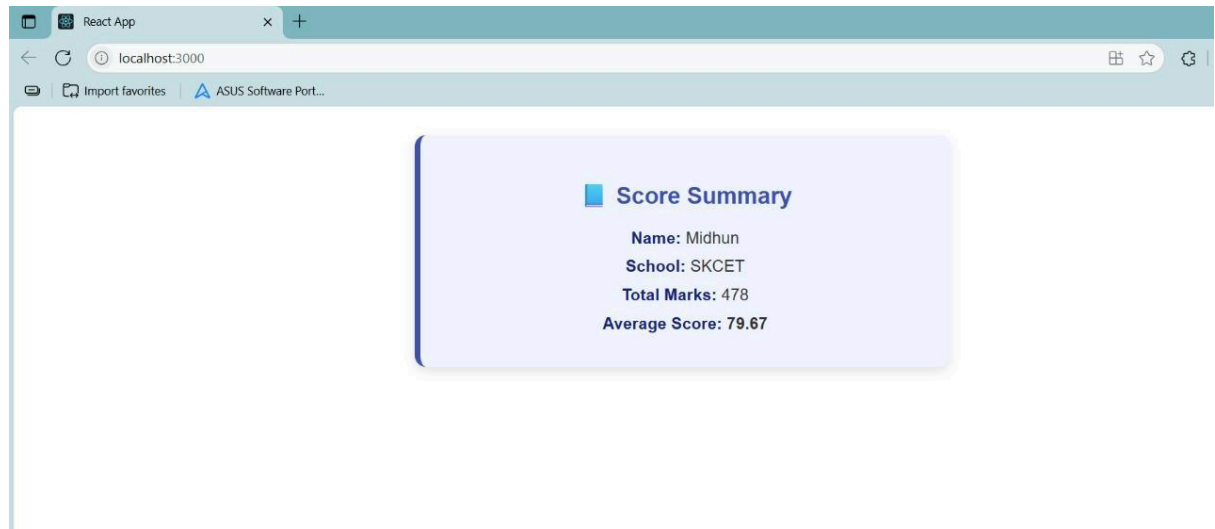 React App
localhost:3000
Import favorites
ASUS Software Port...
Score Summary
Name: Midhun
School: SKCET
Total Marks: 478
Average Score: 79.67